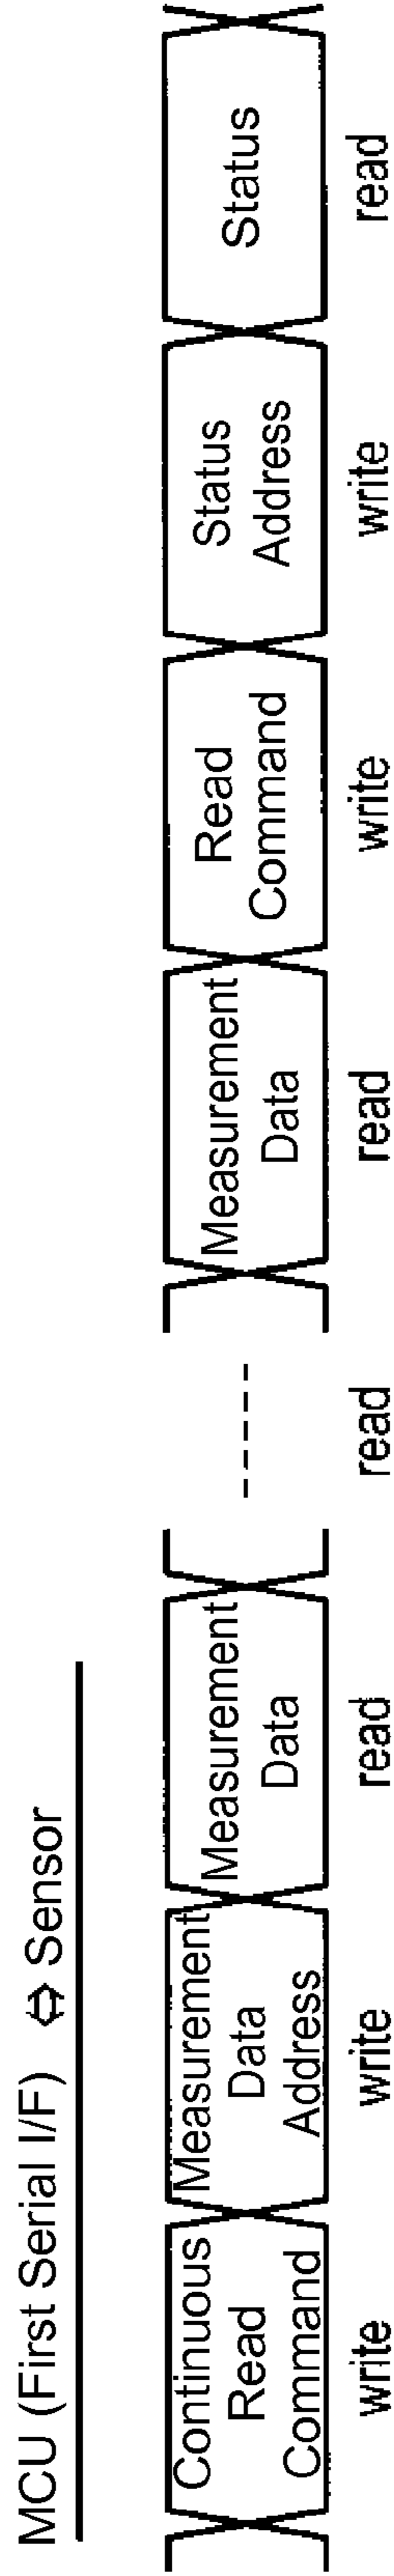 MCU (First Serial I/F) ⇔ Sensor
Continuous
Read
Command
write
Measurement
Data
Address
write
Measurement
Data
read
-----
read
Measurement
Data
read
Read
Command
write
Status
Address
write
Status
read